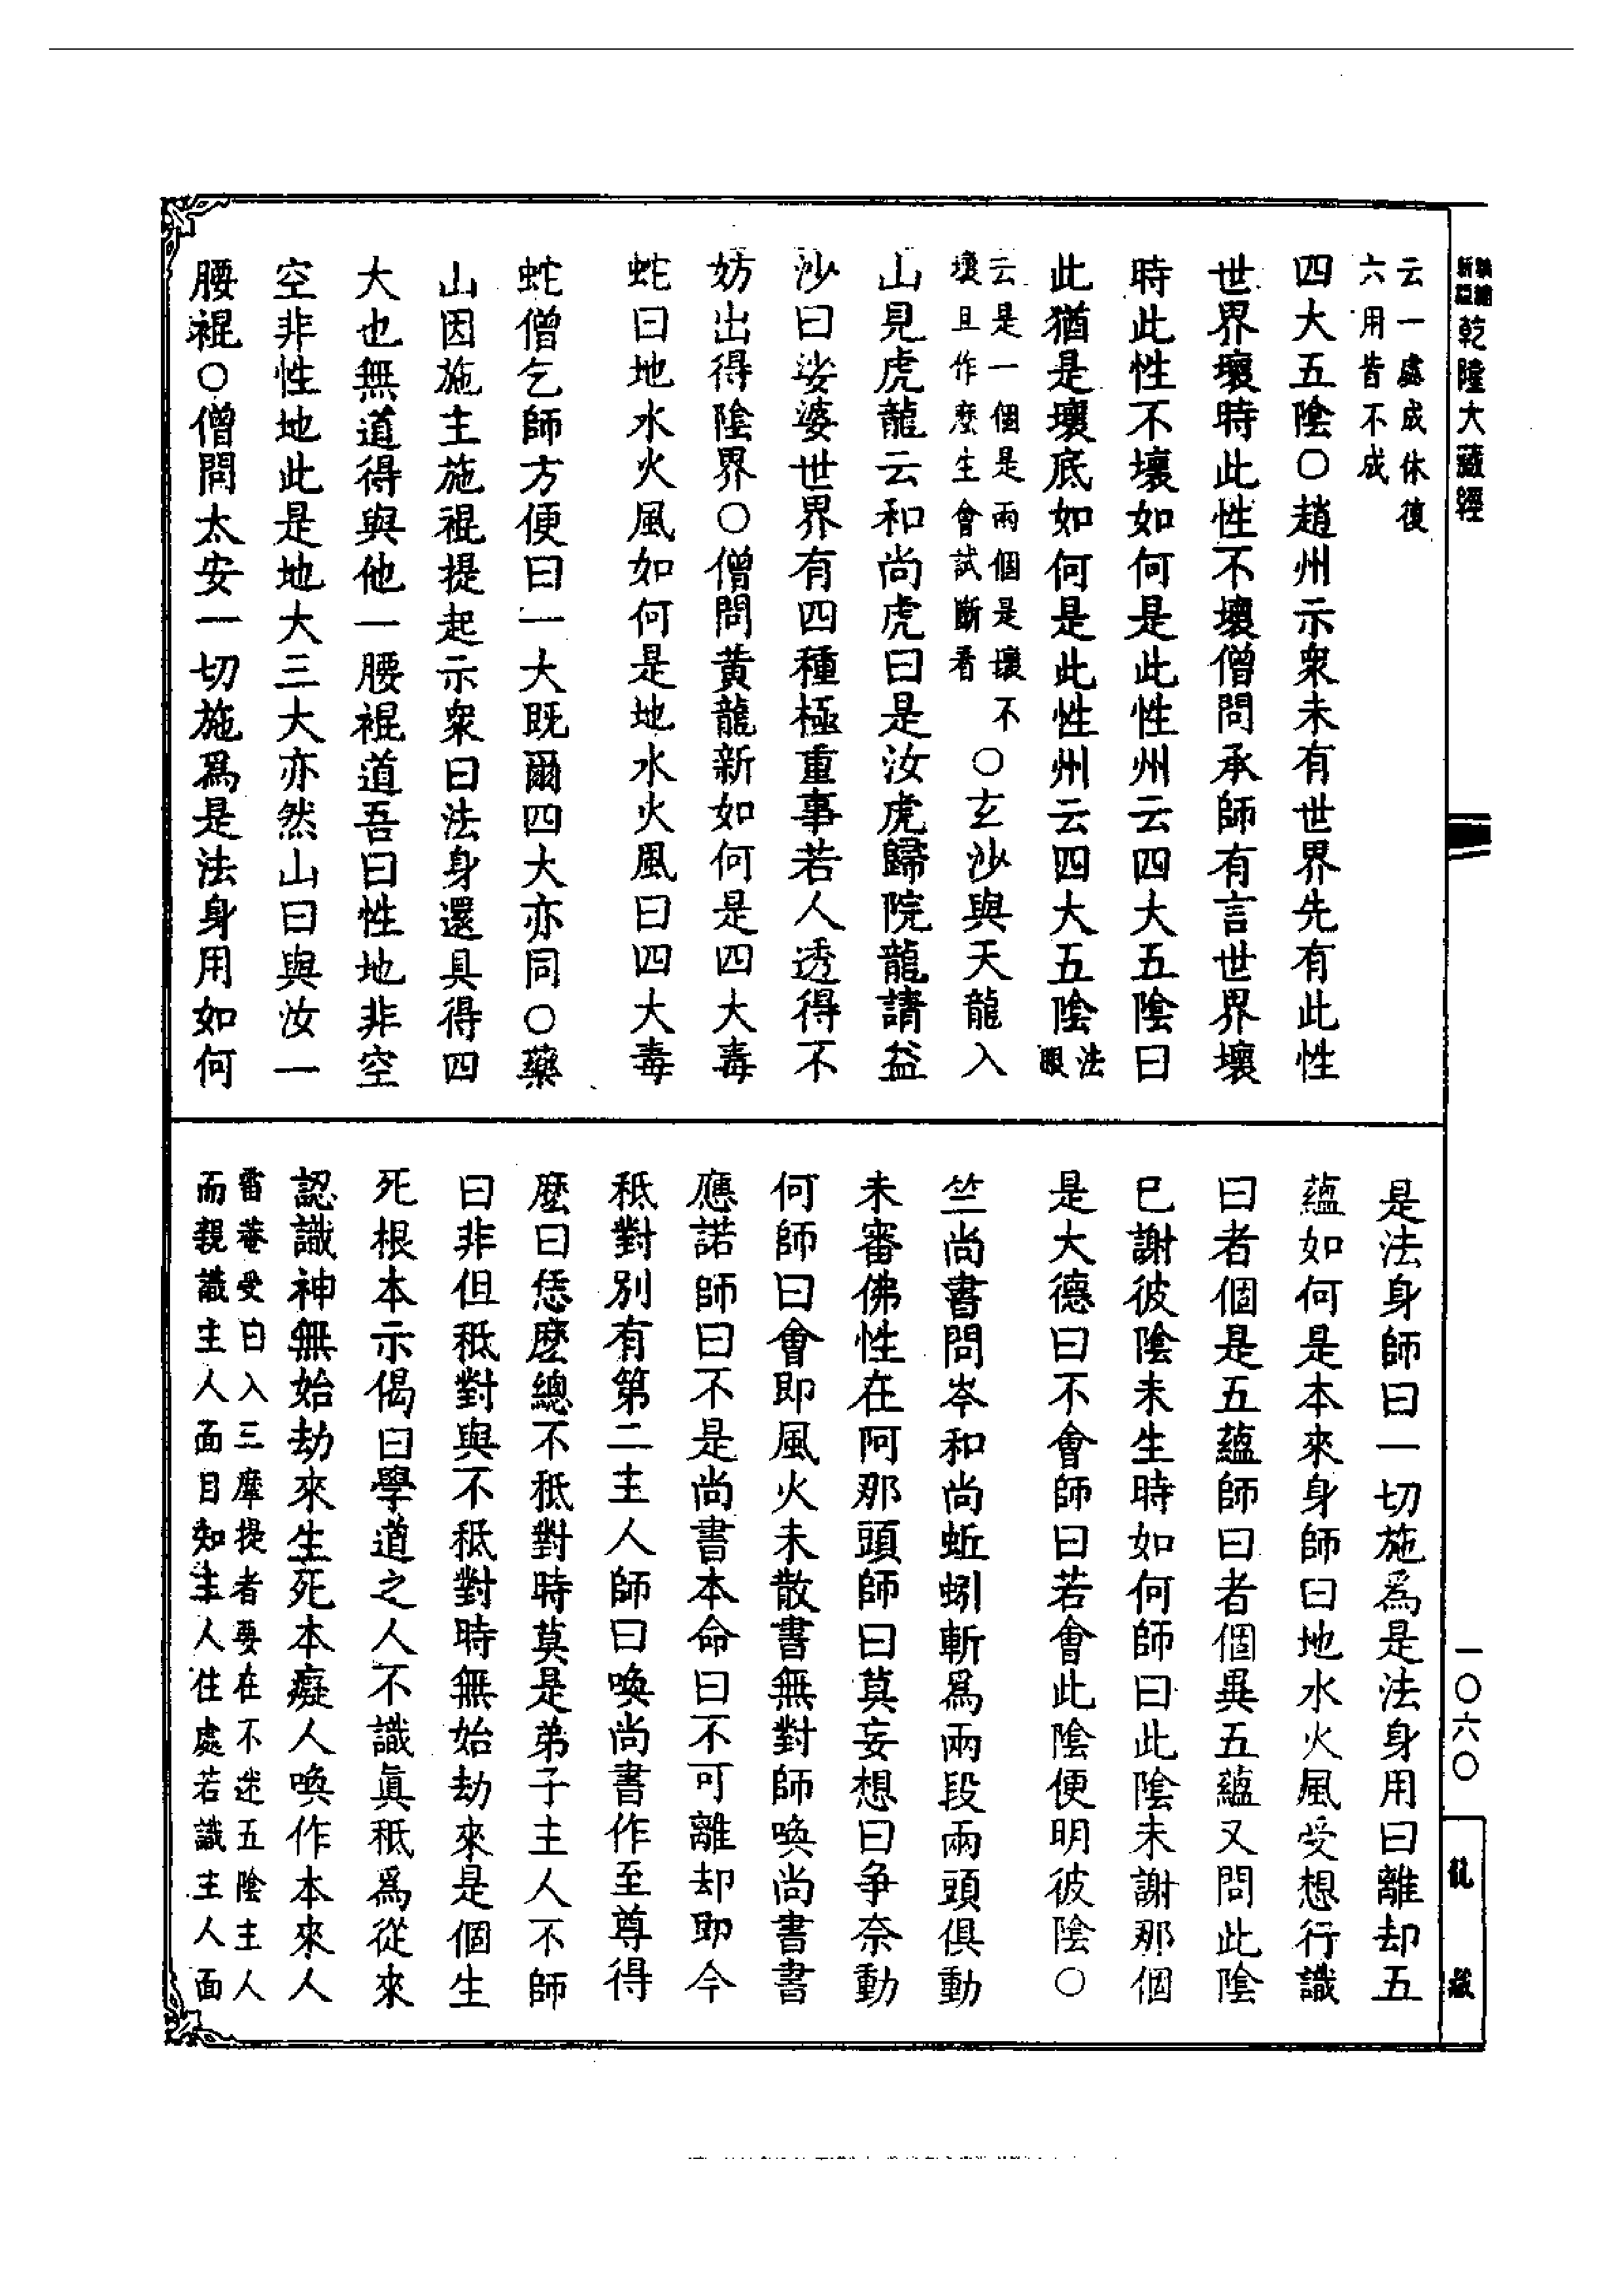 乾隆大藏經
云一處成休復
六用皆不成
四大五陰○趙州示衆未有世界先有此性
世界壞時此性不壞僧問承師有言世界壞
時此性不壞如何是此性州云四大五陰曰
此猶是壞底如何是此性州云四大五陰法眼
云是一個是兩個是壞不
壞且作麽生會試斷看
○玄沙與天龍入
山見虎龍云和尚虎曰是汝虎歸院龍請益
沙曰娑婆世界有四種極重事若人透得不
妨出得陰界○僧問黃龍新如何是四大毒
蛇曰地水火風如何是地水火風曰四大毒
蛇僧乞師方便曰一大既爾四大亦同○藥
山因施主施裩提起示衆曰法身還具得四
大也無道得與他一腰裩道吾曰性地非空
空非性地此是地大三大亦然山曰與汝一
腰裩○僧問太安一切施爲是法身用如何
是法身師曰一切施爲是法身用曰離却五
蘊如何是本來身師曰地水火風受想行識
曰者個是五蘊師曰者個異五蘊又問此陰
已謝彼陰未生時如何師曰此陰未謝那個
是大德曰不會師曰若會此陰便明彼陰○
竺尚書問岑和尚蚯蚓斬爲兩段兩頭俱動
未審佛性在阿那頭師曰莫妄想曰争奈動
何師曰會即風火未散書無對師喚尚書書
應諾師曰不是尚書本命曰不可離却即今
秪對別有第二主人師曰喚尚書作至尊得
麽曰恁麽總不秪對時莫是弟子主人不師
曰非但秪對與不秪對時無始劫來是個生
死根本示偈曰學道之人不識眞秪爲從來
認識神無始劫來生死本癡人喚作本來人
雷菴受曰入三摩提者要在不迷五陰主人
而親識主人面目知主人住處若識主人面
一〇六〇
龍藏